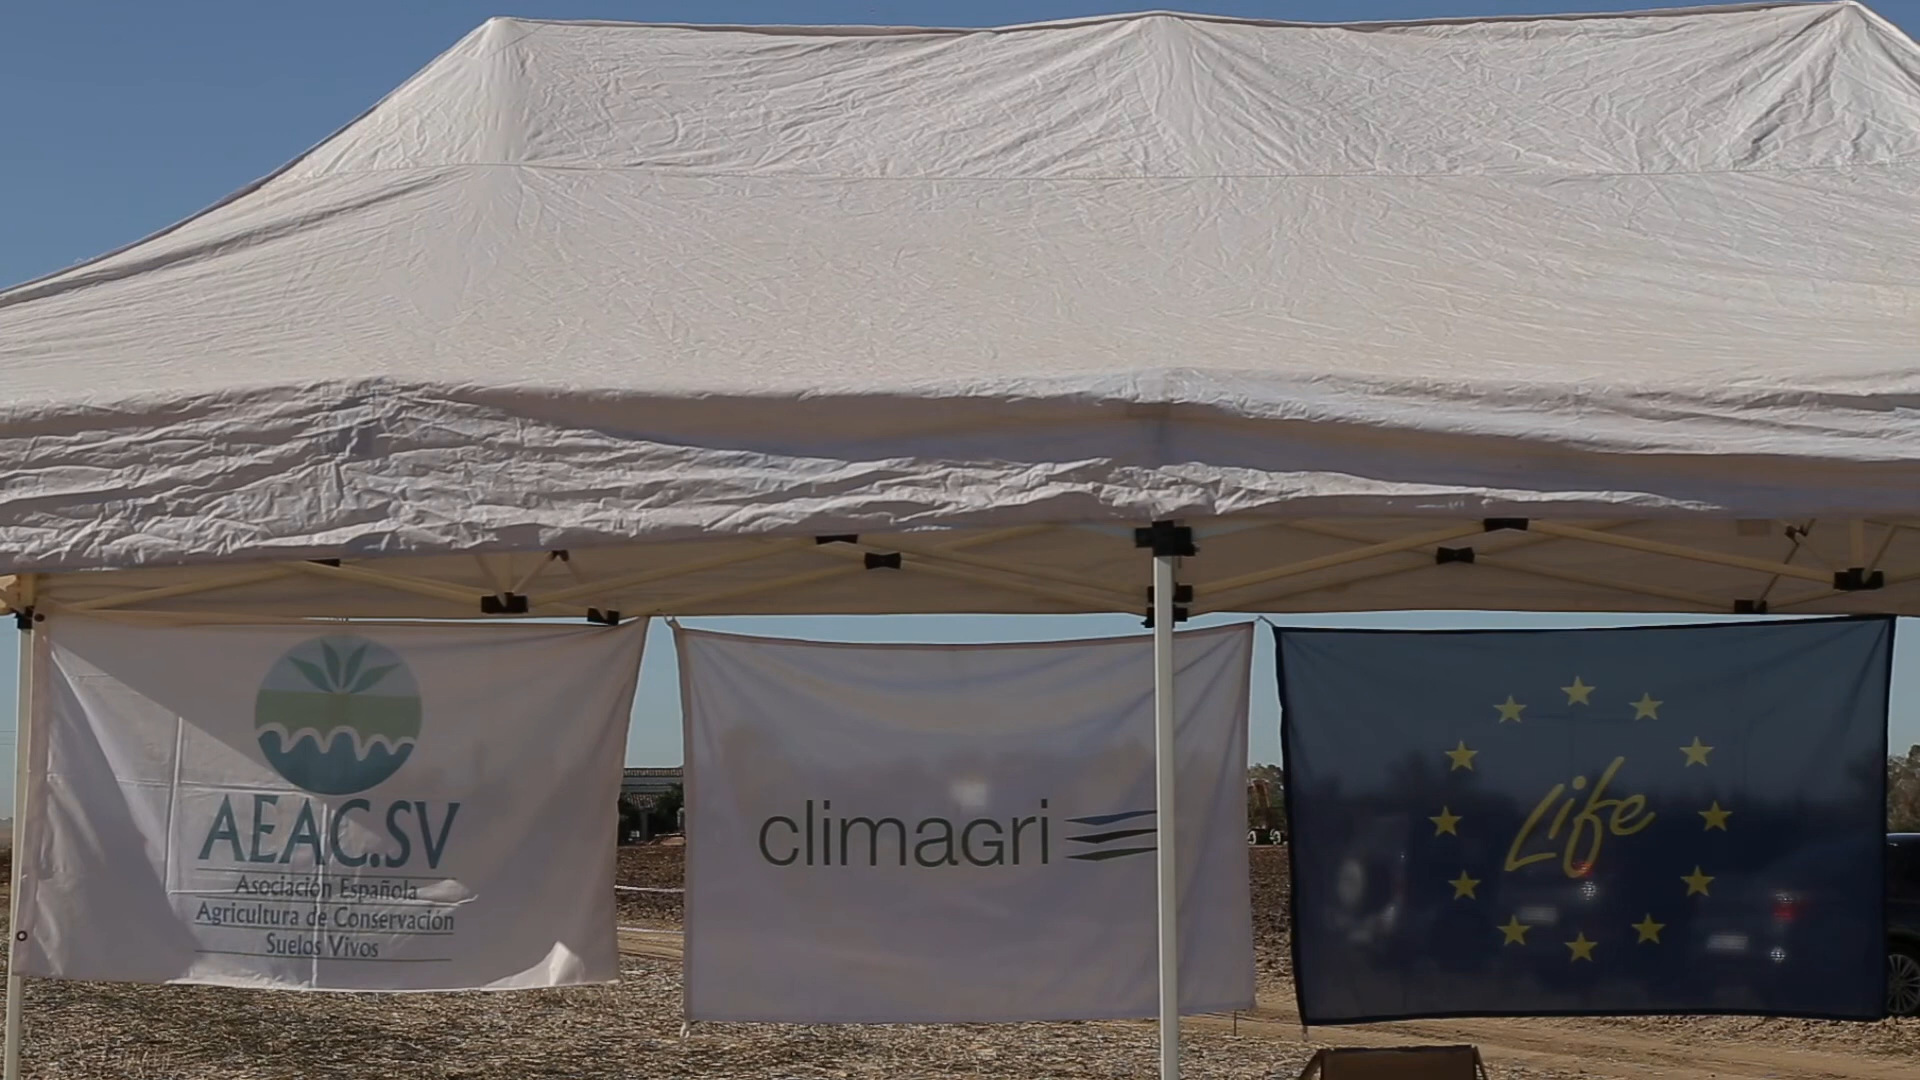 AEAC.SV
Asociación Española
Agricultura de Conservación
Suelos Vivos
climagri
Life